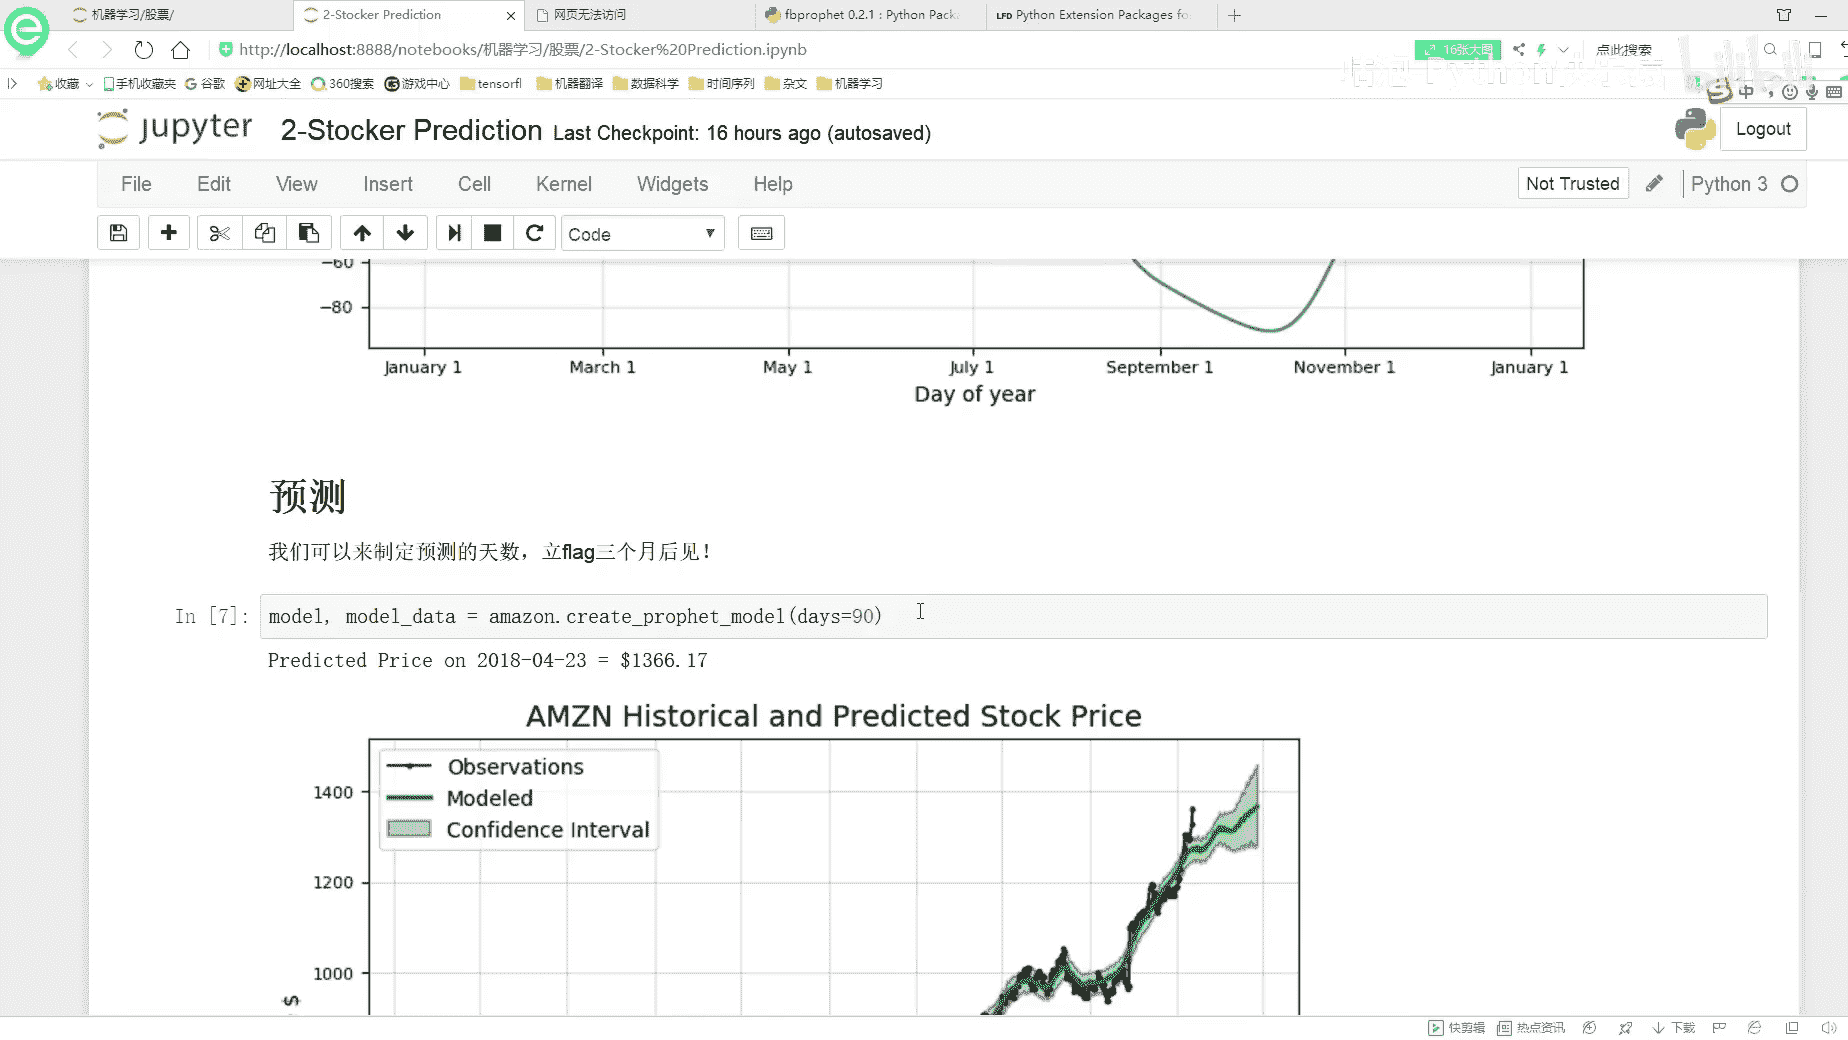 机器学习/股票/
2-Stocker Prediction
网页无法访问
fbprophet 0.2.1 : Python Pack
LFD Python Extension Packages fo
http://localhost:8888/notebooks/机器学习/股票/2-Stocker%20Prediction.ipynb
16张大图
点此搜索
收藏
手机收藏夹
谷歌
网址大全
360搜索
游戏中心
tensorfl
机器翻译
数据科学
时间序列
杂文
机器学习
中
jupyter
2-Stocker Prediction
Last Checkpoint: 16 hours ago (autosaved)
Logout
File
Edit
View
Insert
Cell
Kernel
Widgets
Help
Not Trusted
Python 3
Code
−60
−80
January 1
March 1
May 1
July 1
September 1
November 1
January 1
Day of year
预测
我们可以来制定预测的天数，立flag三个月后见！
In [7]:
model, model_data = amazon.create_prophet_model(days=90)
Predicted Price on 2018-04-23 = $1366.17
AMZN Historical and Predicted Stock Price
Observations
Modeled
Confidence Interval
1400
1200
1000
$
快剪辑
热点资讯
下载